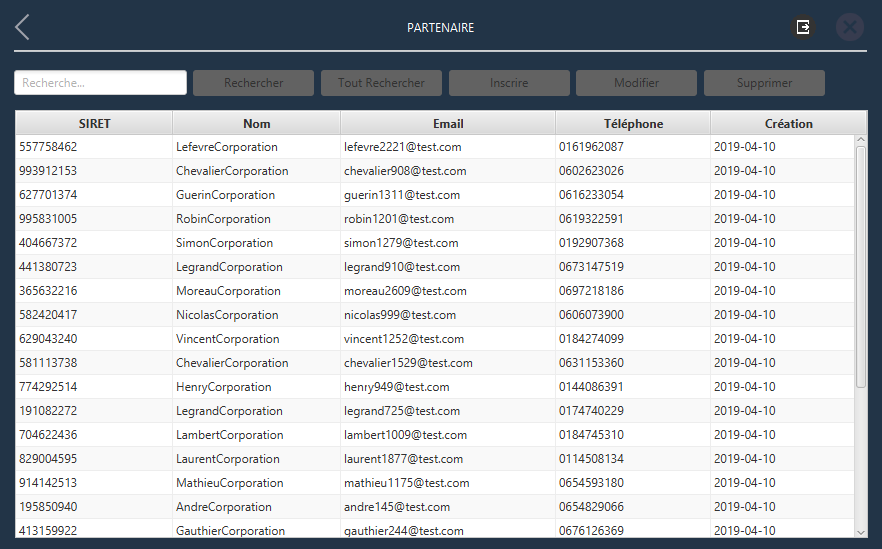 PARTENAIRE
Recherche... Rechercher Tout Rechercher Inscrire Modifier Supprimer
SIRET Nom Email Téléphone Création
557758462 LefevreCorporation lefevre2221@test.com 0161962087 2019-04-10
993912153 ChevalierCorporation chevalier908@test.com 0602623026 2019-04-10
627701374 GuerinCorporation guerin1311@test.com 0616233054 2019-04-10
995831005 RobinCorporation robin1201@test.com 0619322591 2019-04-10
404667372 SimonCorporation simon1279@test.com 0192907368 2019-04-10
441380723 LegrandCorporation legrand910@test.com 0673147519 2019-04-10
365632216 MoreauCorporation moreau2609@test.com 0697218186 2019-04-10
582420417 NicolasCorporation nicolas999@test.com 0606073900 2019-04-10
629043240 VincentCorporation vincent1252@test.com 0184274099 2019-04-10
581113738 ChevalierCorporation chevalier1529@test.com 0631153360 2019-04-10
774292514 HenryCorporation henry949@test.com 0144086391 2019-04-10
191082272 LegrandCorporation legrand725@test.com 0174740229 2019-04-10
704622436 LambertCorporation lambert1009@test.com 0184745310 2019-04-10
829004595 LaurentCorporation laurent1877@test.com 0114508134 2019-04-10
914142513 MathieuCorporation mathieu1175@test.com 0654593180 2019-04-10
195850940 AndreCorporation andre145@test.com 0654829066 2019-04-10
413159922 GauthierCorporation gauthier244@test.com 0676126369 2019-04-10